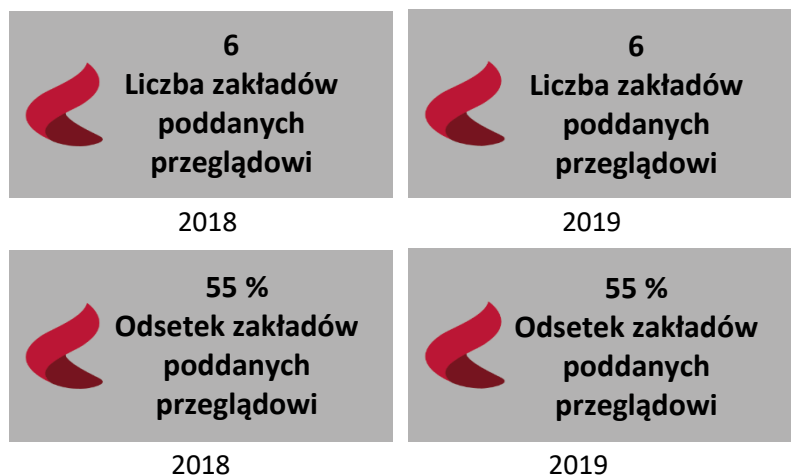 6
Liczba zakładów
poddanych
przeglądowi
2018
6
Liczba zakładów
poddanych
przeglądowi
2019
55 %
Odsetek zakładów
poddanych
przeglądowi
2018
55 %
Odsetek zakładów
poddanych
przeglądowi
2019